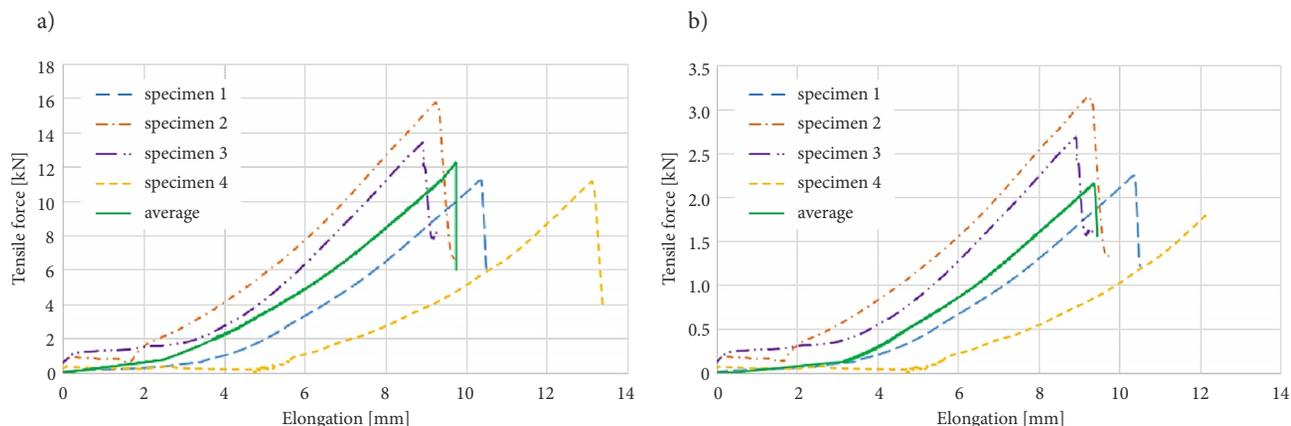 a)
18
16
14
12
10
8
6
4
2
0
Tensile force [kN]
specimen 1
specimen 2
specimen 3
specimen 4
average
0 2 4 6 8 10 12 14
Elongation [mm]
b)
3.5
3.0
2.5
2.0
1.5
1.0
0.5
0
Tensile force [kN]
specimen 1
specimen 2
specimen 3
specimen 4
average
0 2 4 6 8 10 12 14
Elongation [mm]